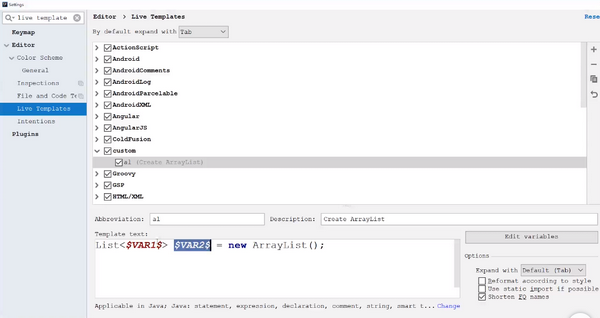 Settings
live template
Editor > Live Templates
Rese
By default expand with Tab
Keymap
Editor
Color Scheme
General
Inspections
File and Code Te
Live Templates
Intentions
Plugins
ActionScript
Android
AndroidComments
AndroidLog
AndroidParcelable
AndroidXML
Angular
AngularJS
ColdFusion
custom
al (Create ArrayList)
Groovy
GSP
HTML/XML
Abbreviation: al
Description: Create ArrayList
Template text:
List<$VAR1$> $VAR2$ = new ArrayList();
Edit variables
Options
Expand with Default (Tab)
Reformat according to style
Use static import if possible
Shorten FQ names
Applicable in Java; Java: statement, expression, declaration, comment, string, smart t... Change